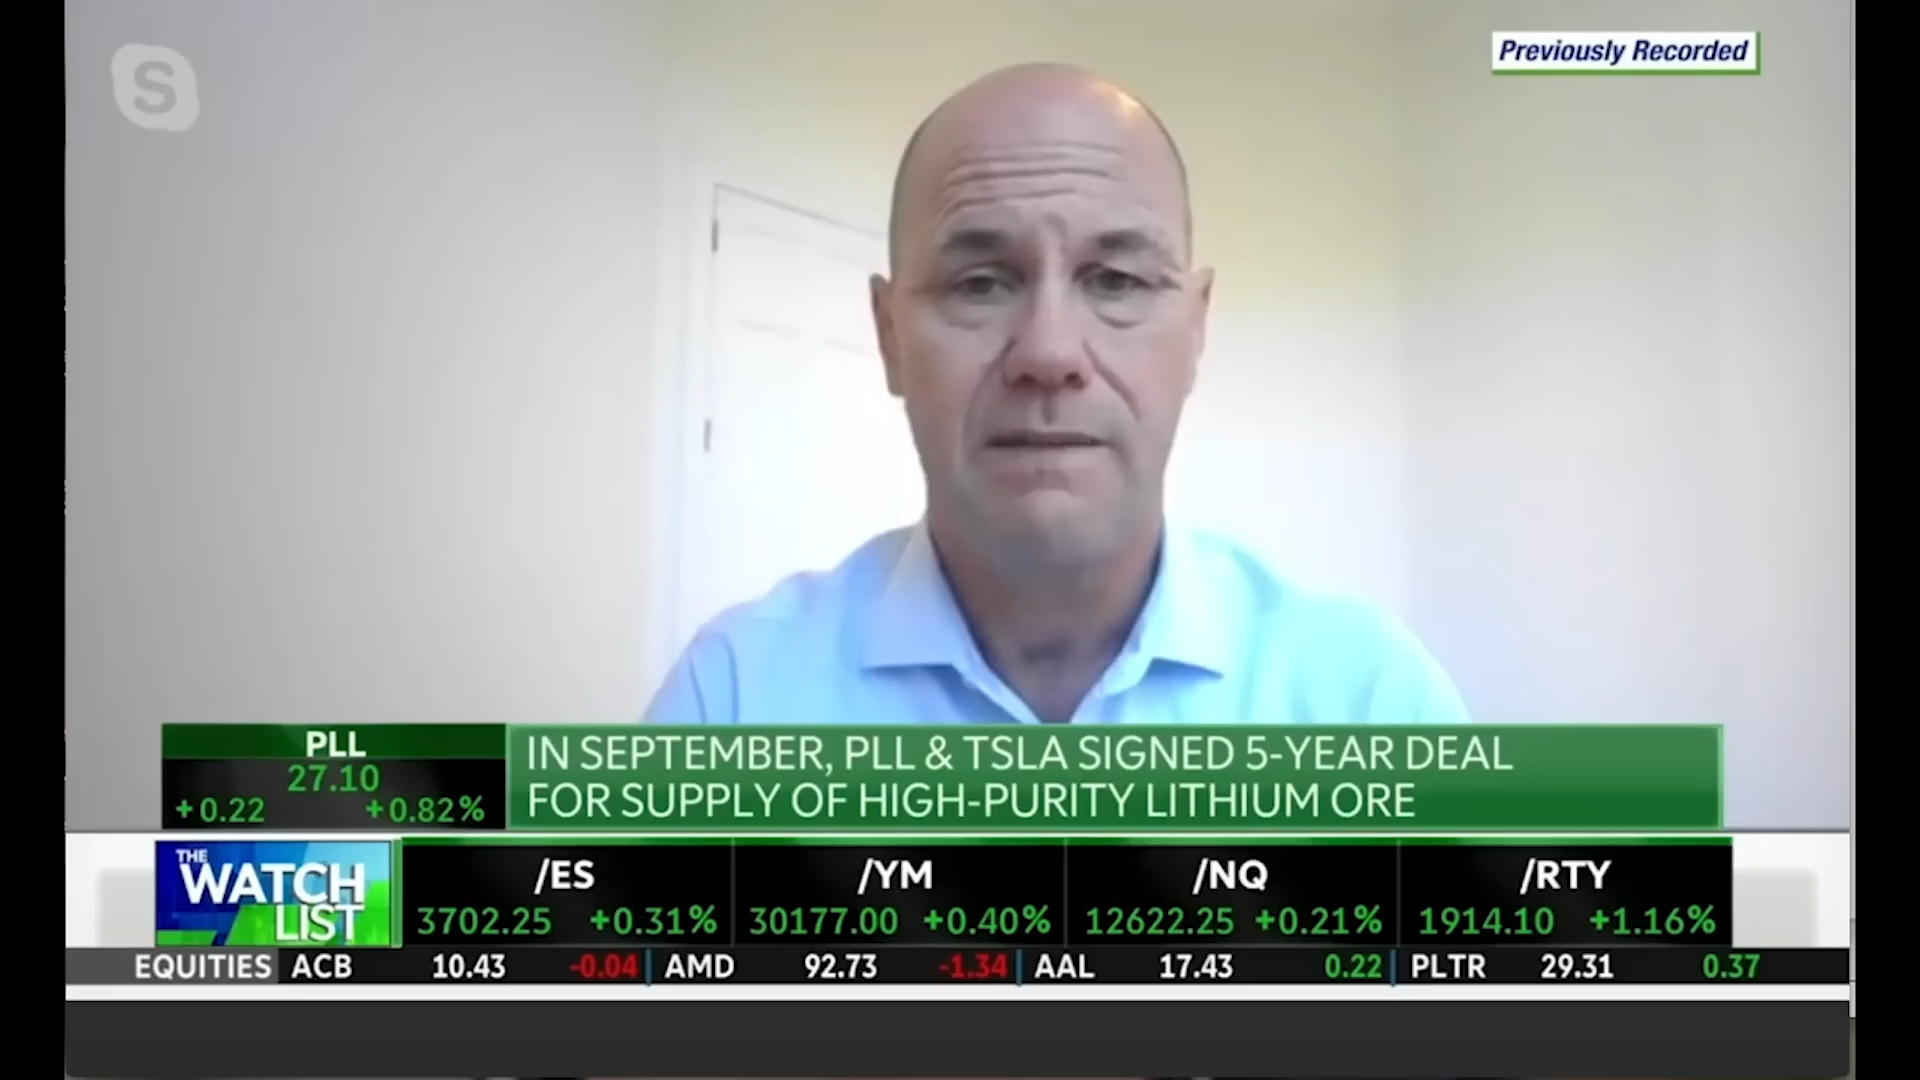 S
Previously Recorded
PLL
27.10
+0.22 +0.82%
IN SEPTEMBER, PLL & TSLA SIGNED 5-YEAR DEAL
FOR SUPPLY OF HIGH-PURITY LITHIUM ORE
THE
WATCH
LIST
/ES
3702.25 +0.31%
/YM
30177.00 +0.40%
/NQ
12622.25 +0.21%
/RTY
1914.10 +1.16%
EQUITIES ACB 10.43 -0.04 AMD 92.73 -1.34 AAL 17.43 0.22 PLTR 29.31 0.37